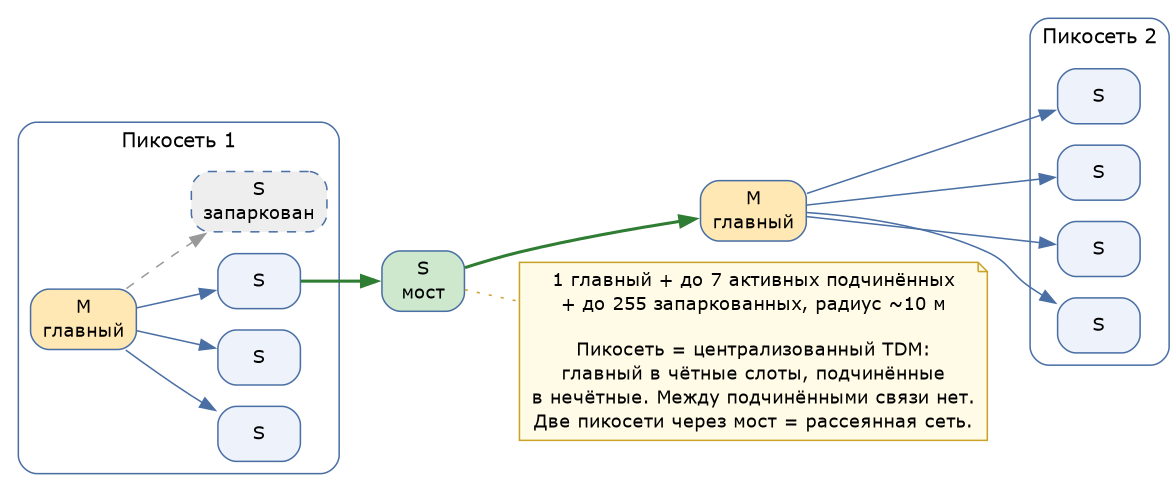 Пикосеть 1
S
запаркован
M
главный
S
S
S
S
мост
M
главный
1 главный + до 7 активных подчинённых
+ до 255 запаркованных, радиус ~10 м
Пикосеть = централизованный TDM:
главный в чётные слоты, подчинённые
в нечётные. Между подчинёнными связи нет.
Две пикосети через мост = рассеянная сеть.
Пикосеть 2
S
S
S
S